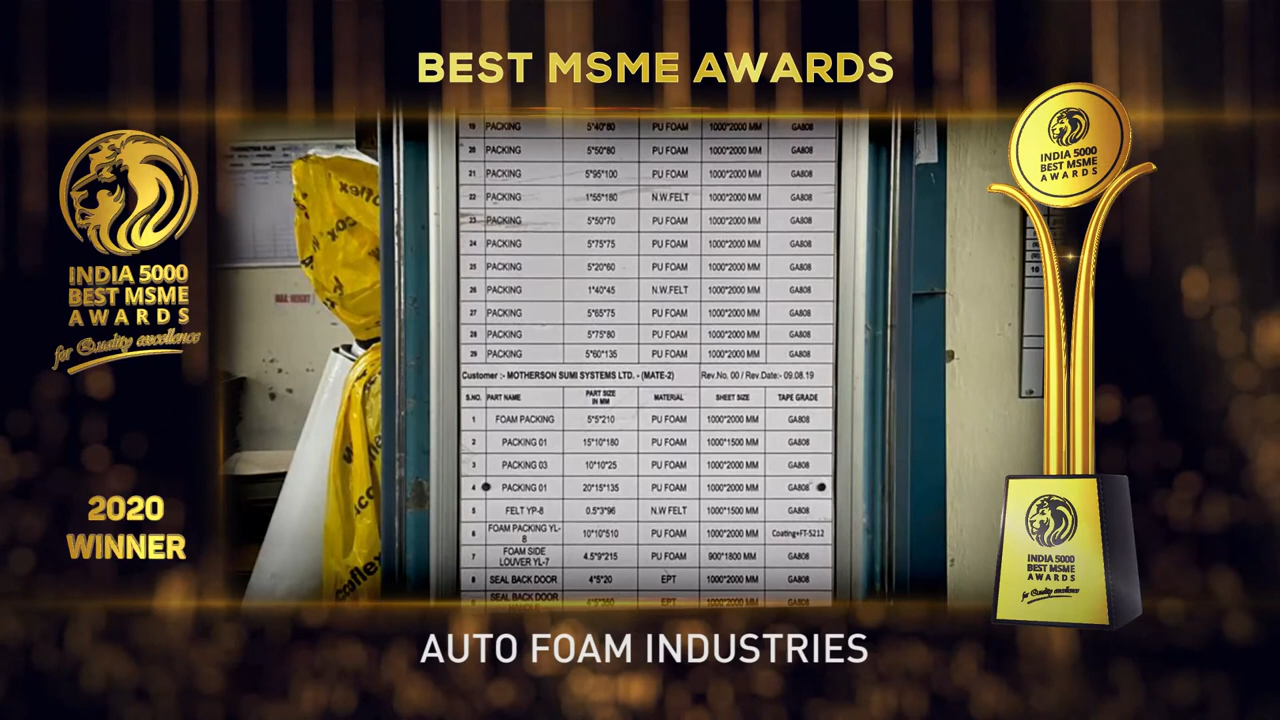 BEST MSME AWARDS
INDIA 5000
BEST MSME
AWARDS
for Quality excellence
2020
WINNER
19 PACKING 5*40*80 PU FOAM 1000*2000 MM GA808
20 PACKING 5*50*80 PU FOAM 1000*2000 MM GA808
21 PACKING 5*95*100 PU FOAM 1000*2000 MM GA808
22 PACKING 1*55*180 N.W.FELT 1000*2000 MM GA808
23 PACKING 5*50*70 PU FOAM 1000*2000 MM GA808
24 PACKING 5*75*75 PU FOAM 1000*2000 MM GA808
25 PACKING 5*20*60 PU FOAM 1000*2000 MM GA808
26 PACKING 1*40*45 N.W.FELT 1000*2000 MM GA808
27 PACKING 5*65*75 PU FOAM 1000*2000 MM GA808
28 PACKING 5*75*80 PU FOAM 1000*2000 MM GA808
29 PACKING 5*60*135 PU FOAM 1000*2000 MM GA808
Customer :- MOTHERSON SUMI SYSTEMS LTD. - (MATE-2) Rev.No. 00 / Rev.Date:- 09.08.19
S.NO. PART NAME PART SIZE IN MM MATERIAL SHEET SIZE TAPE GRADE
1 FOAM PACKING 5*5*210 PU FOAM 1000*2000 MM GA808
2 PACKING 01 15*10*180 PU FOAM 1000*1500 MM GA808
3 PACKING 03 10*10*25 PU FOAM 1000*2000 MM GA808
4 PACKING 01 20*15*135 PU FOAM 1000*2000 MM GA808
5 FELT YP-8 0.5*3*96 N.W FELT 1000*1500 MM GA808
6 FOAM PACKING YL-8 10*10*510 PU FOAM 1000*2000 MM Coating+FT-5212
7 FOAM SIDE LOUVER YL-7 4.5*9*215 PU FOAM 900*1800 MM GA808
8 SEAL BACK DOOR 4*5*20 EPT 1000*2000 MM GA808
SEAL BACK DOOR EPT 1000*2000 MM GA808
INDIA 5000
BEST MSME
AWARDS
INDIA 5000
BEST MSME
AWARDS
for Quality excellence
AUTO FOAM INDUSTRIES